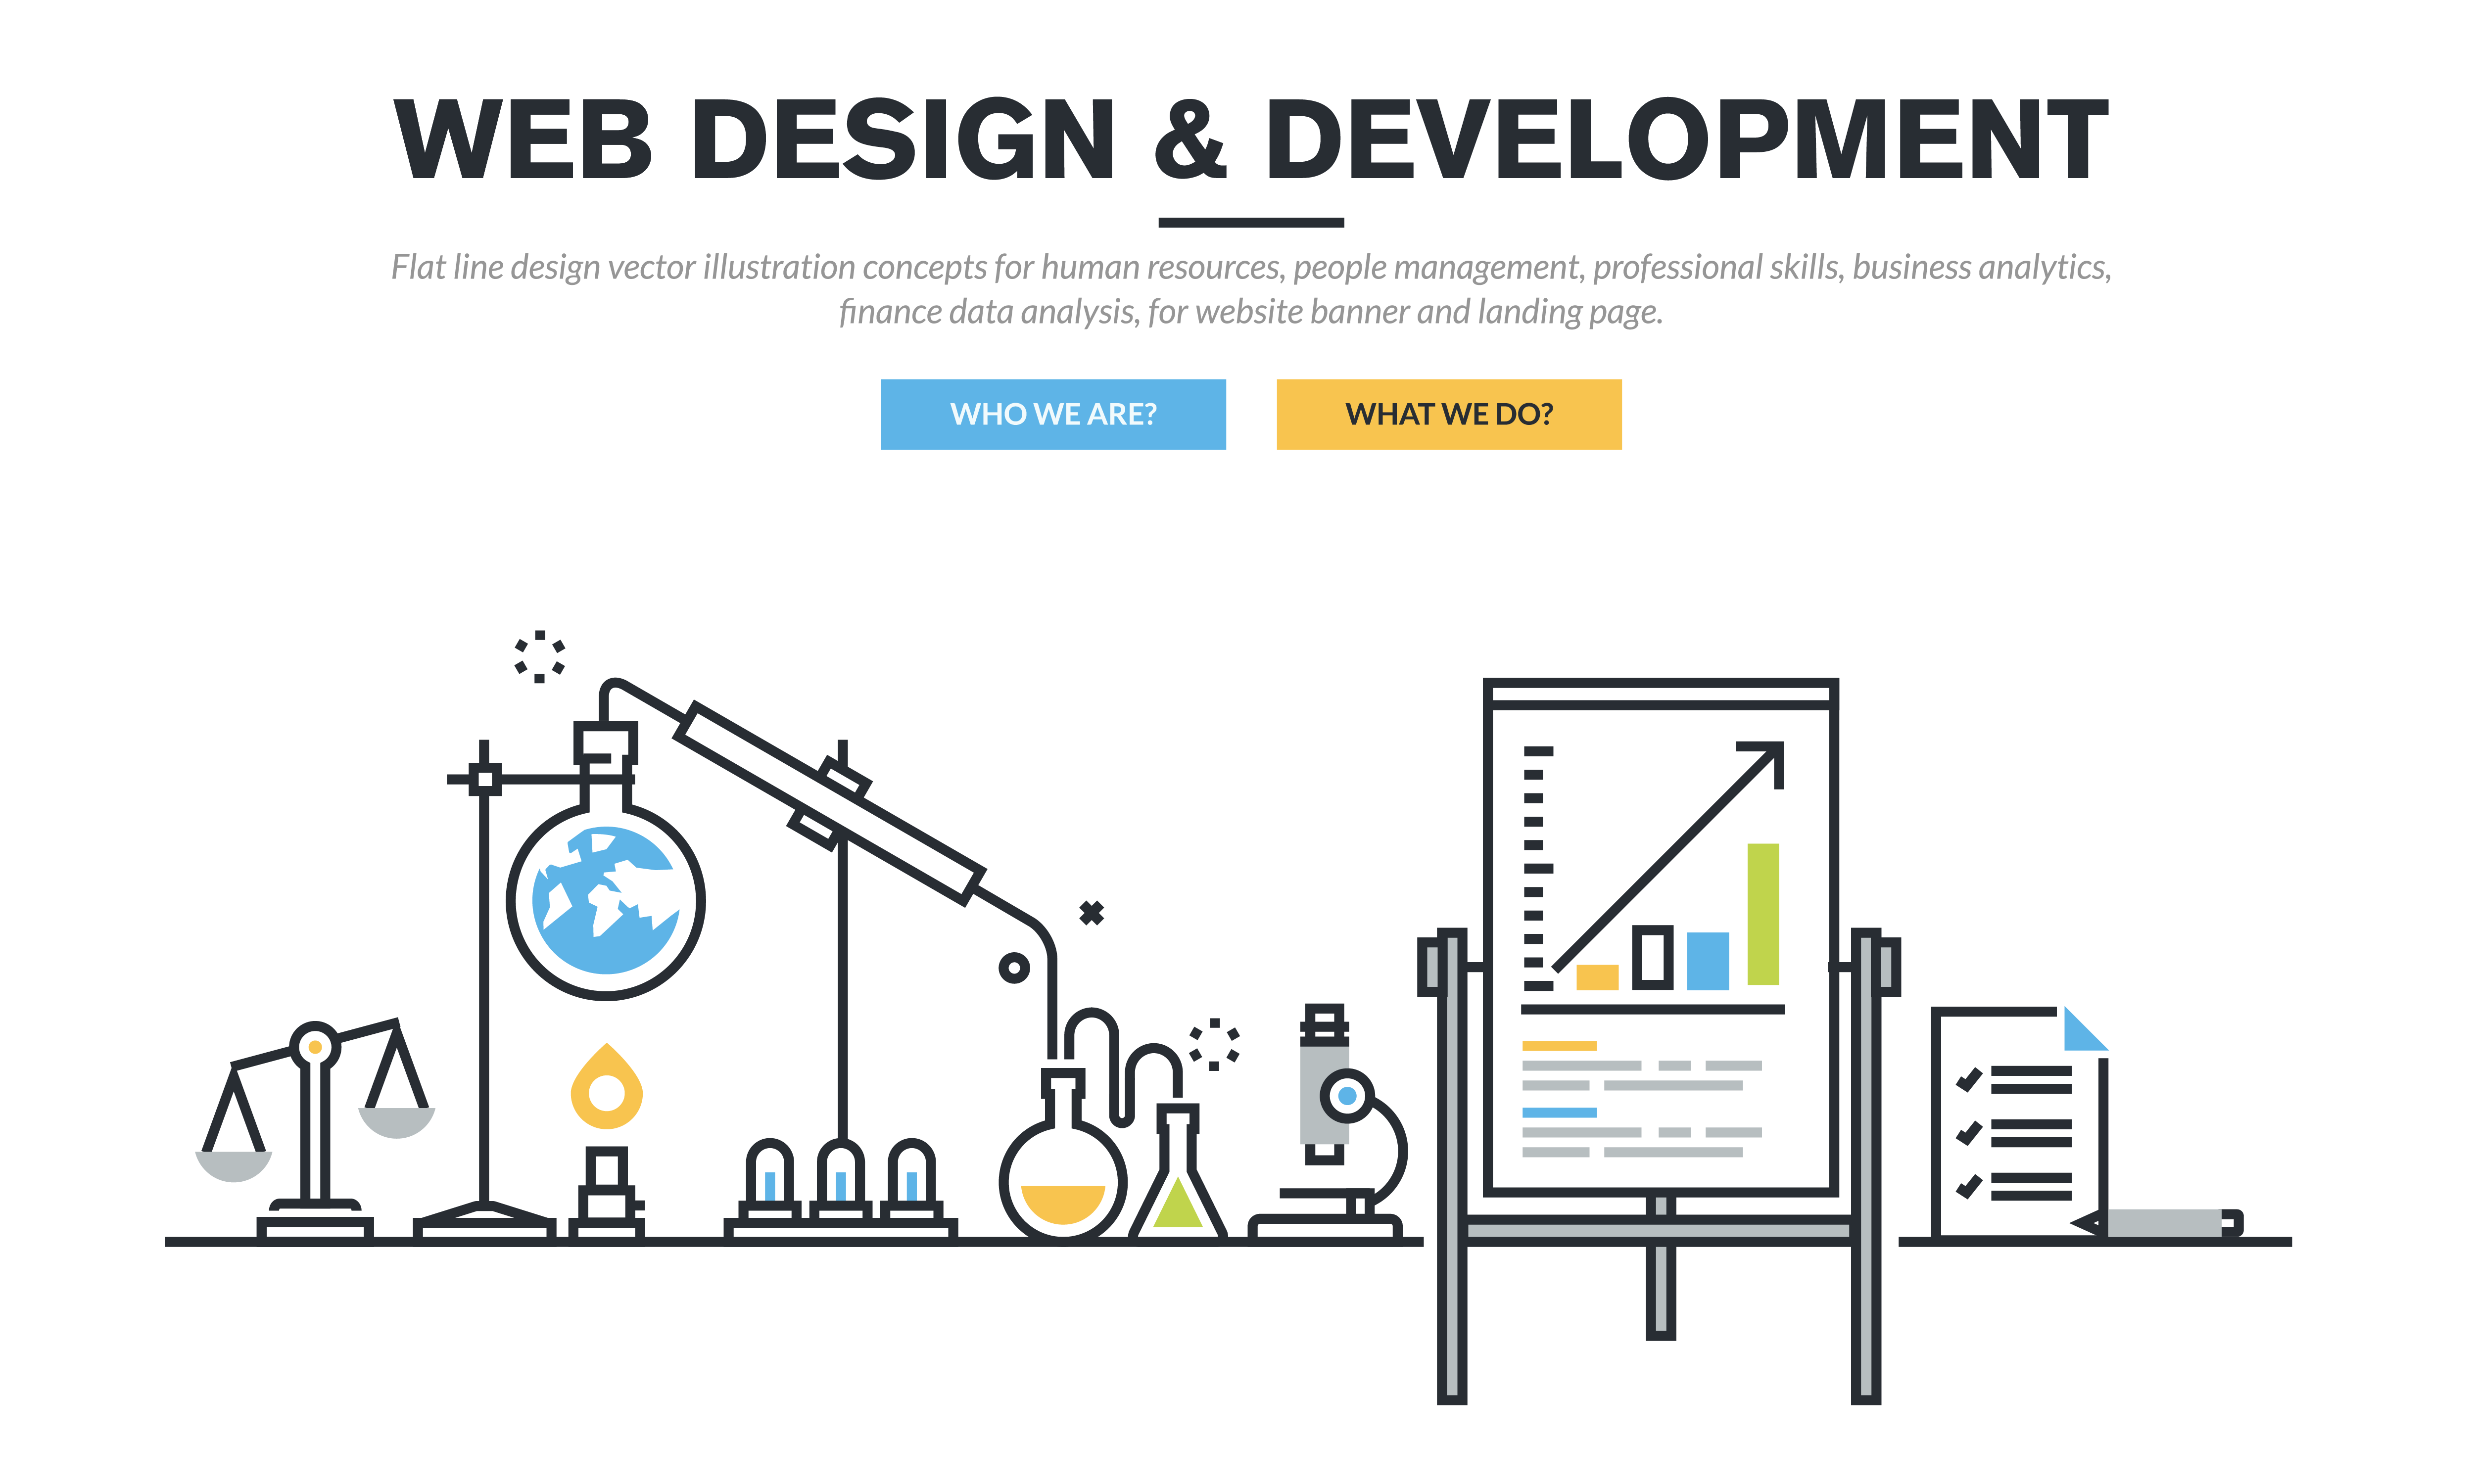 WEB DESIGN & DEVELOPMENT
Flat line design vector illustration concepts for human resources, people management, professional skills, business analytics,
finance data analysis, for website banner and landing page.
WHO WE ARE?
WHAT WE DO?